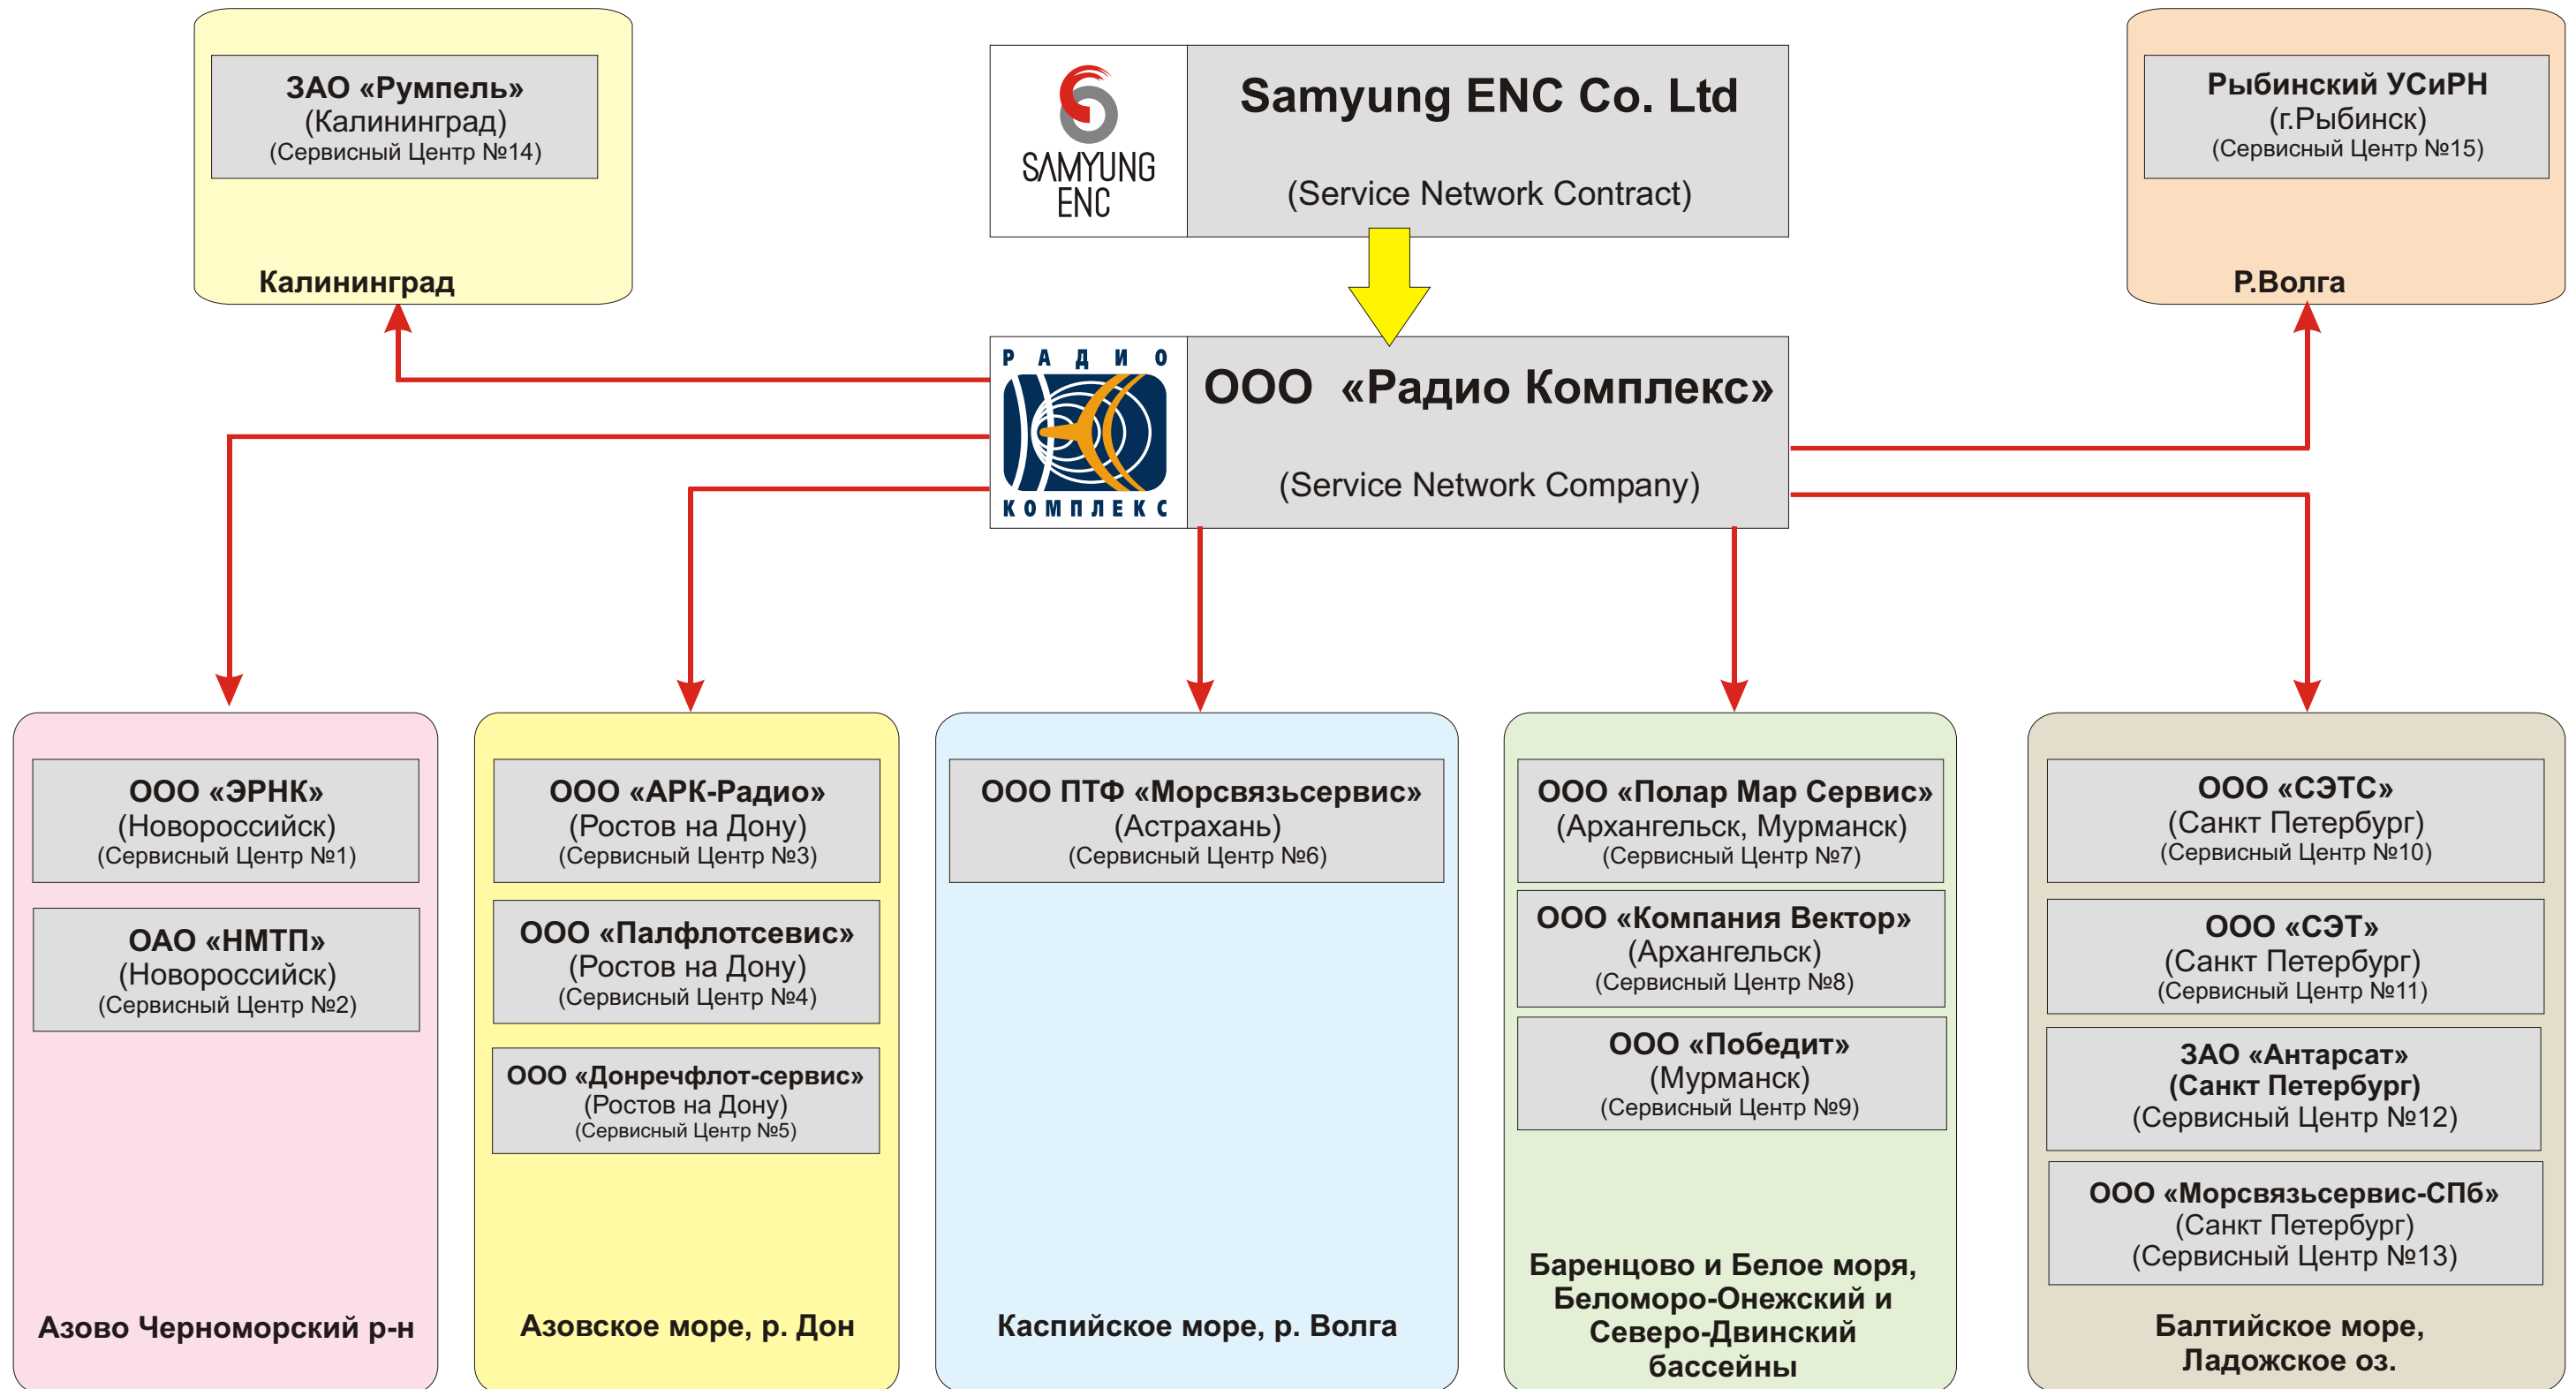 ЗАО «Румпель»
(Калининград)
(Сервисный Центр №14)
Калининград
SAMYUNG
ENC
Samyung ENC Co. Ltd
(Service Network Contract)
Рыбинский УСиРН
(г.Рыбинск)
(Сервисный Центр №15)
Р.Волга
РАДИО
КОМПЛЕКС
ООО «Радио Комплекс»
(Service Network Company)
ООО «ЭРНК»
(Новороссийск)
(Сервисный Центр №1)
ОАО «НМТП»
(Новороссийск)
(Сервисный Центр №2)
Азово Черноморский р-н
ООО «АРК-Радио»
(Ростов на Дону)
(Сервисный Центр №3)
ООО «Палфлотсевис»
(Ростов на Дону)
(Сервисный Центр №4)
ООО «Донречфлот-сервис»
(Ростов на Дону)
(Сервисный Центр №5)
Азовское море, р. Дон
ООО ПТФ «Морсвязьсервис»
(Астрахань)
(Сервисный Центр №6)
Каспийское море, р. Волга
ООО «Полар Мар Сервис»
(Архангельск, Мурманск)
(Сервисный Центр №7)
ООО «Компания Вектор»
(Архангельск)
(Сервисный Центр №8)
ООО «Победит»
(Мурманск)
(Сервисный Центр №9)
Баренцово и Белое моря,
Беломоро-Онежский и
Северо-Двинский
бассейны
ООО «СЭТС»
(Санкт Петербург)
(Сервисный Центр №10)
ООО «СЭТ»
(Санкт Петербург)
(Сервисный Центр №11)
ЗАО «Антарсат»
(Санкт Петербург)
(Сервисный Центр №12)
ООО «Морсвязьсервис-СПб»
(Санкт Петербург)
(Сервисный Центр №13)
Балтийское море,
Ладожское оз.